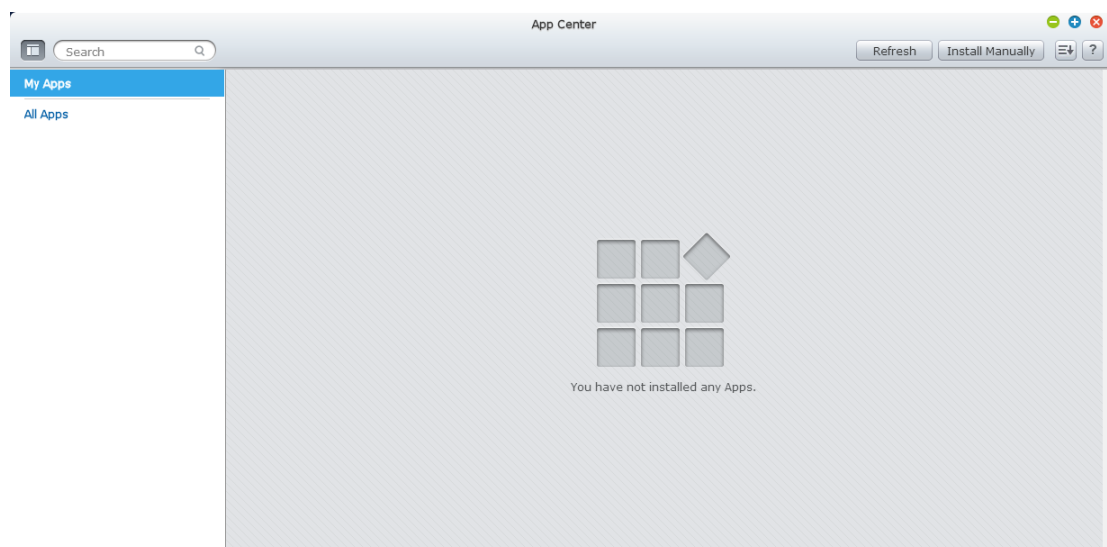 App Center
Search
Refresh
Install Manually
?
My Apps
All Apps
You have not installed any Apps.